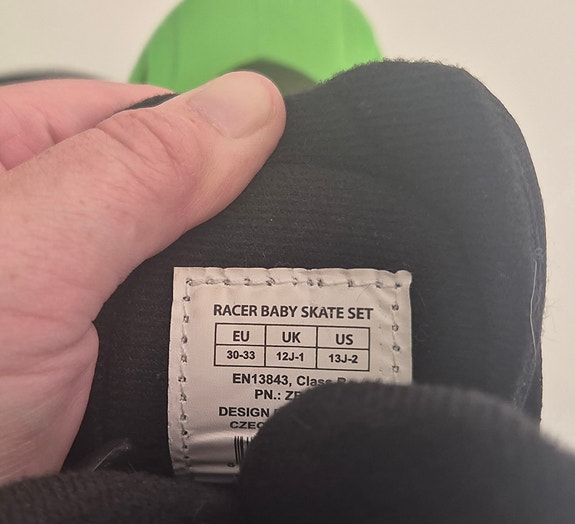 RACER BABY SKATE SET
EU UK US
30-33 12J-1 13J-2
EN13843, Class
PN.:
DESIGN